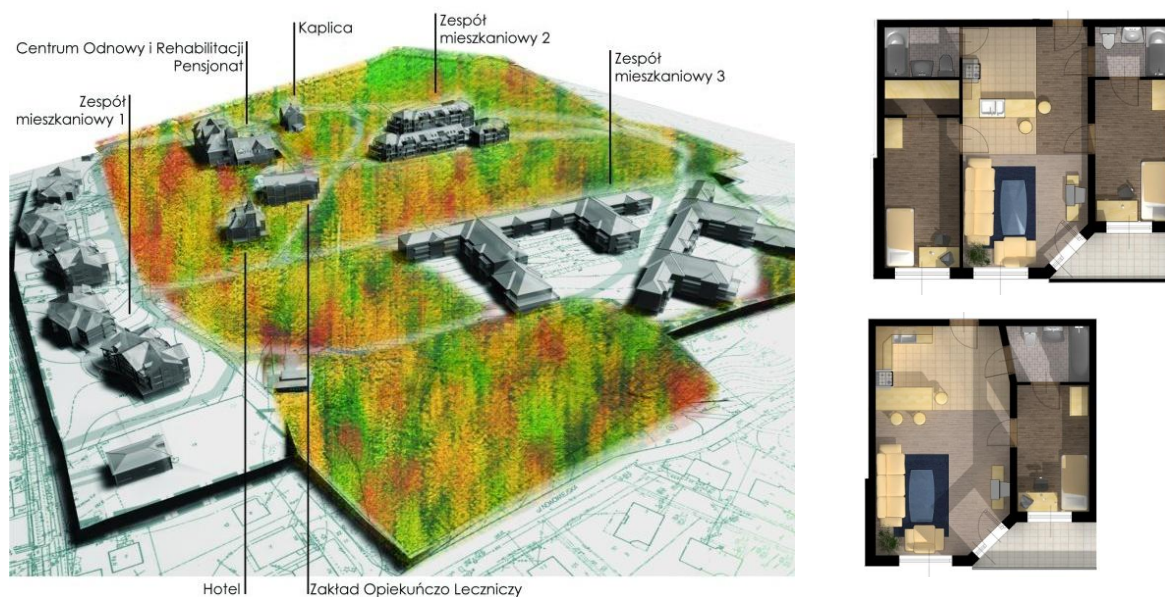 Zespół
mieszkaniowy 2
Kaplica
Centrum Odnowy i Rehabilitacji
Pensjonat
Zespół
mieszkaniowy 3
Zespół
mieszkaniowy 1
Hotel
Zakład Opiekuńczo Leczniczy